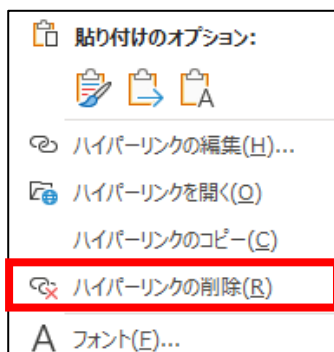 貼り付けのオプション:
ハイパーリンクの編集(H)...
ハイパーリンクを開く(O)
ハイパーリンクのコピー(C)
ハイパーリンクの削除(R)
A フォント(F)...